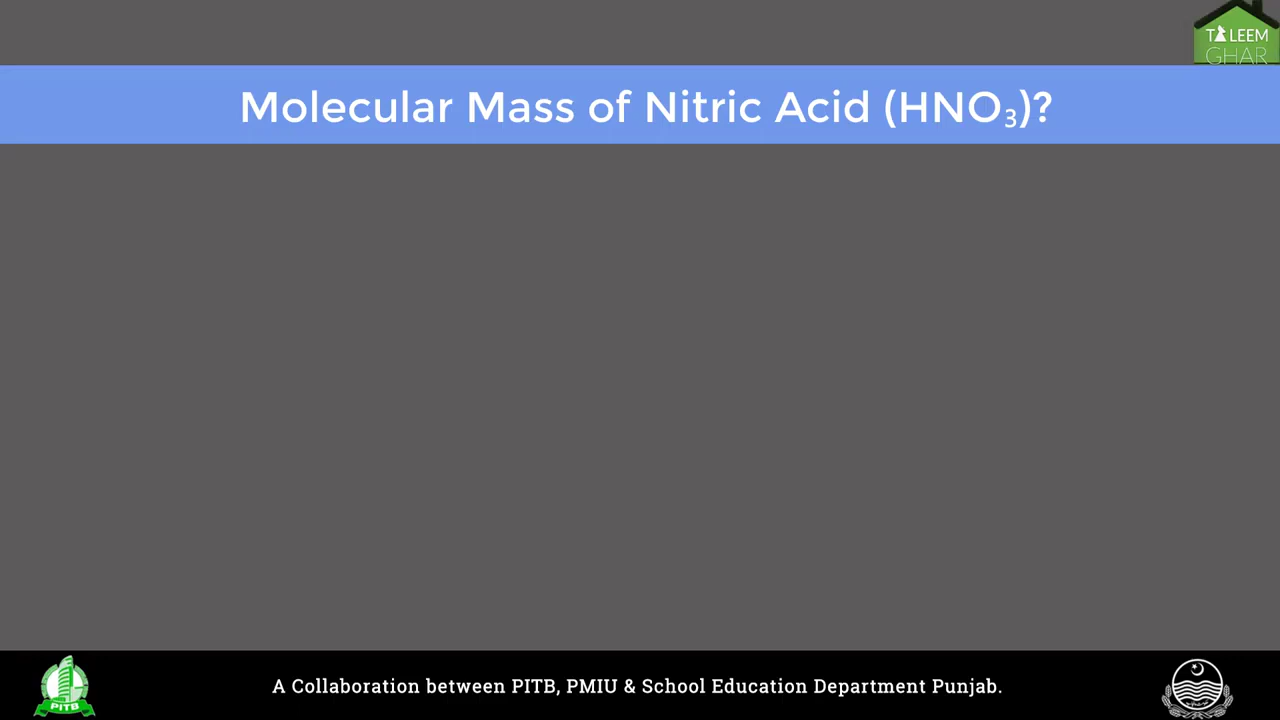 TALEEM
GHAR
Molecular Mass of Nitric Acid (HNO₃)?
A Collaboration between PITB, PMIU & School Education Department Punjab.
PITB